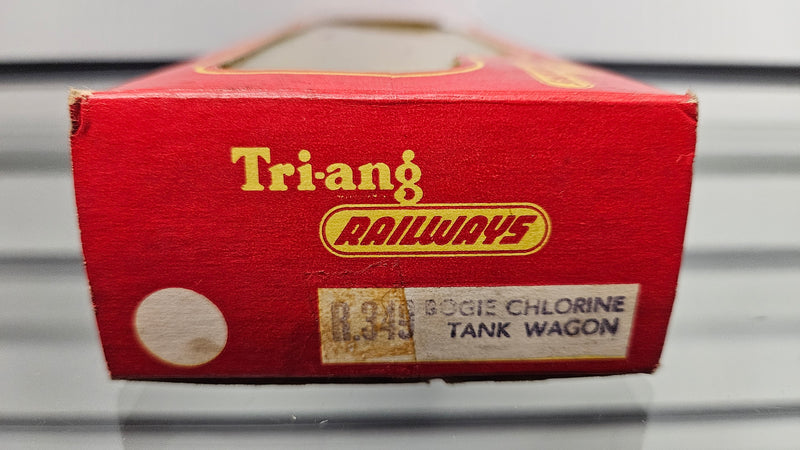 Tri-ang
RAILWAYS
R.349 BOGIE CHLORINE
TANK WAGON